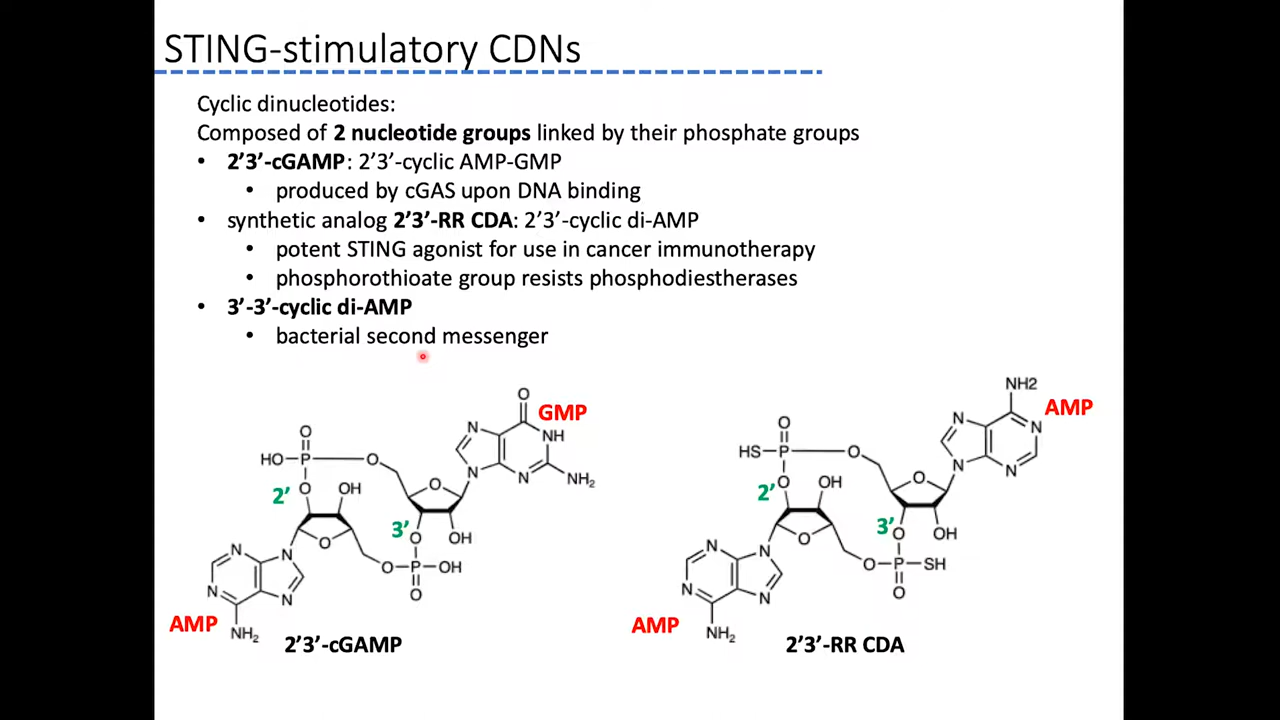 STING-stimulatory CDNs
Cyclic dinucleotides:
Composed of 2 nucleotide groups linked by their phosphate groups
• 2’3’-cGAMP: 2’3’-cyclic AMP-GMP
• produced by cGAS upon DNA binding
• synthetic analog 2’3’-RR CDA: 2’3’-cyclic di-AMP
• potent STING agonist for use in cancer immunotherapy
• phosphorothioate group resists phosphodiestherases
• 3’-3’-cyclic di-AMP
• bacterial second messenger
O
GMP
N
NH
N
N
NH₂
O
HO-P
O
O
2’
OH
O
3’
O
OH
O
N
N
N
N
O-P-OH
O
AMP
NH₂
2’3’-cGAMP
NH2
AMP
N
N
N
N
O
HS-P
O
O
2’
OH
O
3’
O
OH
O
N
N
N
N
O-P-SH
O
AMP
NH₂
2’3’-RR CDA